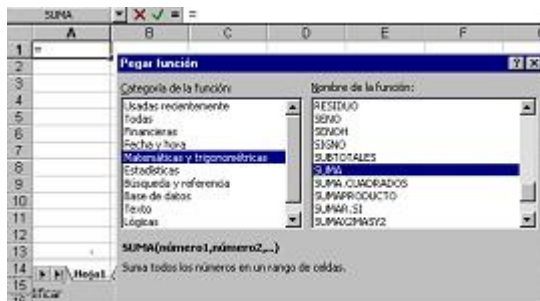 SUMA = =
A B C D E F
1 =
2 Pegar función
3 Categoría de la función: Nombre de la función:
4 Usadas recientemente RESIDUO
5 Todas SENO
Financieras SENOH
6 Fecha y hora SIGNO
7 Matemáticas y trigonométricas SUBTOTALES
8 Estadísticas SUMA
9 Búsqueda y referencia SUMA.CUADRADOS
10 Base de datos SUMAPRODUCTO
11 Texto SUMAR.SI
Lógicas SUMAX2MASY2
12
13 SUMA(número1,número2,...)
14 Hoja1 Suma todos los números en un rango de celdas.
15